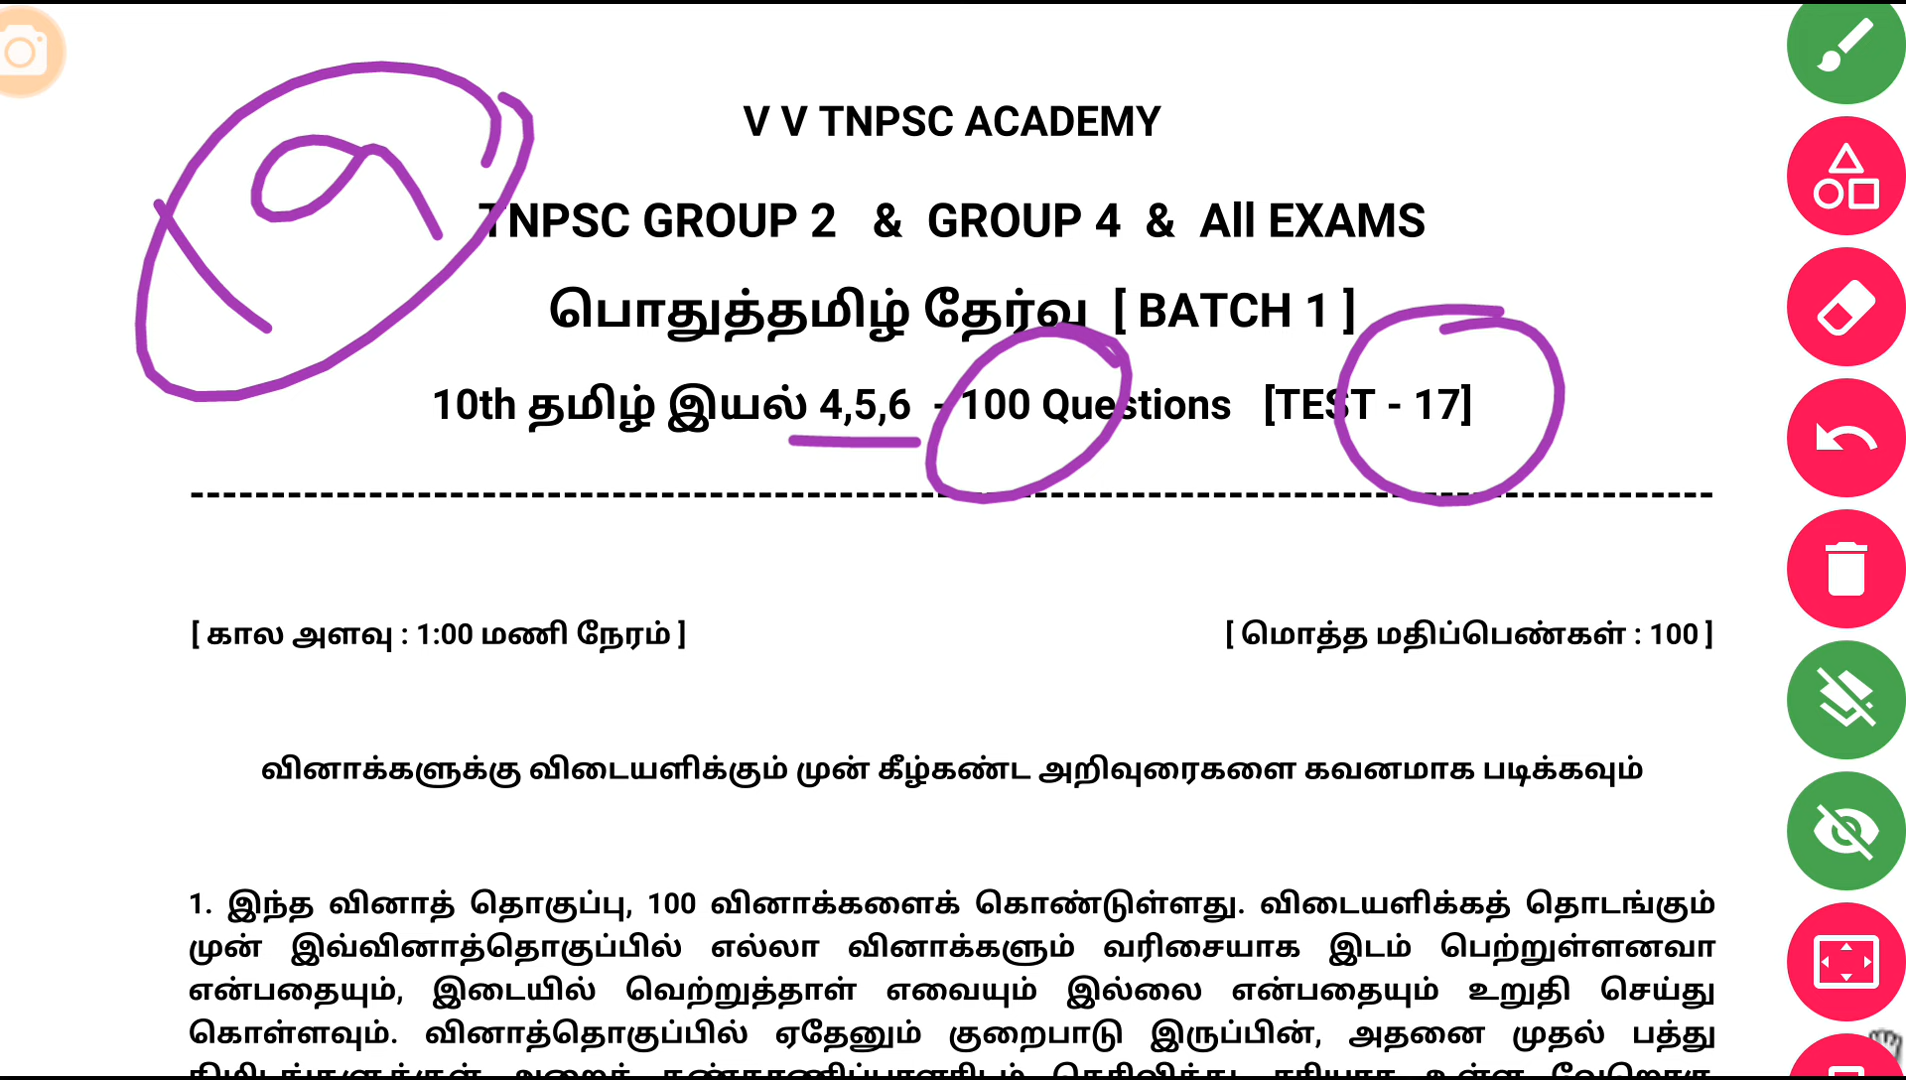 V V TNPSC ACADEMY
TNPSC GROUP 2 & GROUP 4 & All EXAMS
பொதுத்தமிழ் தேர்வு [ BATCH 1 ]
10th தமிழ் இயல் 4,5,6 - 100 Questions [TEST - 17]
[ கால அளவு : 1:00 மணி நேரம் ]
[ மொத்த மதிப்பெண்கள் : 100 ]
வினாக்களுக்கு விடையளிக்கும் முன் கீழ்கண்ட அறிவுரைகளை கவனமாக படிக்கவும்
1. இந்த வினாத் தொகுப்பு, 100 வினாக்களைக் கொண்டுள்ளது. விடையளிக்கத் தொடங்கும்
முன் இவ்வினாத்தொகுப்பில் எல்லா வினாக்களும் வரிசையாக இடம் பெற்றுள்ளனவா
என்பதையும், இடையில் வெற்றுத்தாள் எவையும் இல்லை என்பதையும் உறுதி செய்து
கொள்ளவும். வினாத்தொகுப்பில் ஏதேனும் குறைபாடு இருப்பின், அதனை முதல் பத்து